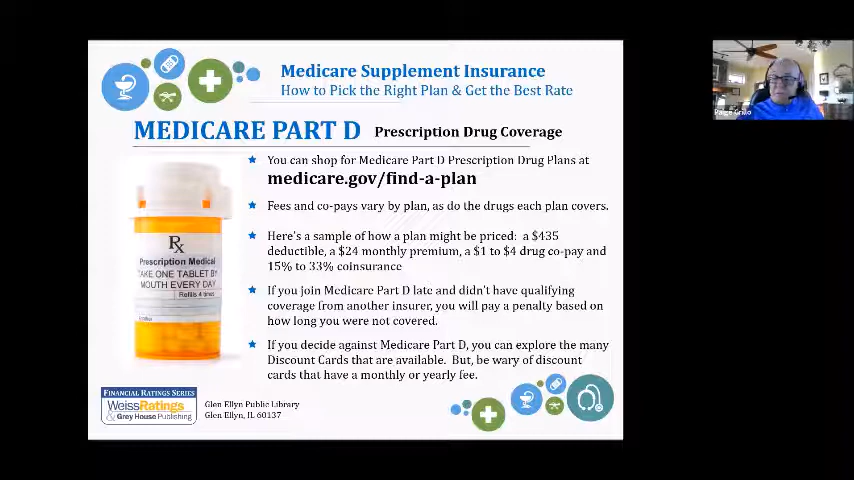 Medicare Supplement Insurance
How to Pick the Right Plan & Get the Best Rate
MEDICARE PART D Prescription Drug Coverage
You can shop for Medicare Part D Prescription Drug Plans at
medicare.gov/find-a-plan
Fees and co-pays vary by plan, as do the drugs each plan covers.
Here's a sample of how a plan might be priced: a $435
deductible, a $24 monthly premium, a $1 to $4 drug co-pay and
15% to 33% coinsurance
If you join Medicare Part D late and didn't have qualifying
coverage from another insurer, you will pay a penalty based on
how long you were not covered.
If you decide against Medicare Part D, you can explore the many
Discount Cards that are available. But, be wary of discount
cards that have a monthly or yearly fee.
Rx
Prescription Medical
TAKE ONE TABLET BY
MOUTH EVERY DAY
Refills 4 times
FINANCIAL RATINGS SERIES
WeissRatings
& Grey House Publishing
Glen Ellyn Public Library
Glen Ellyn, IL 60137
Paige Grillo